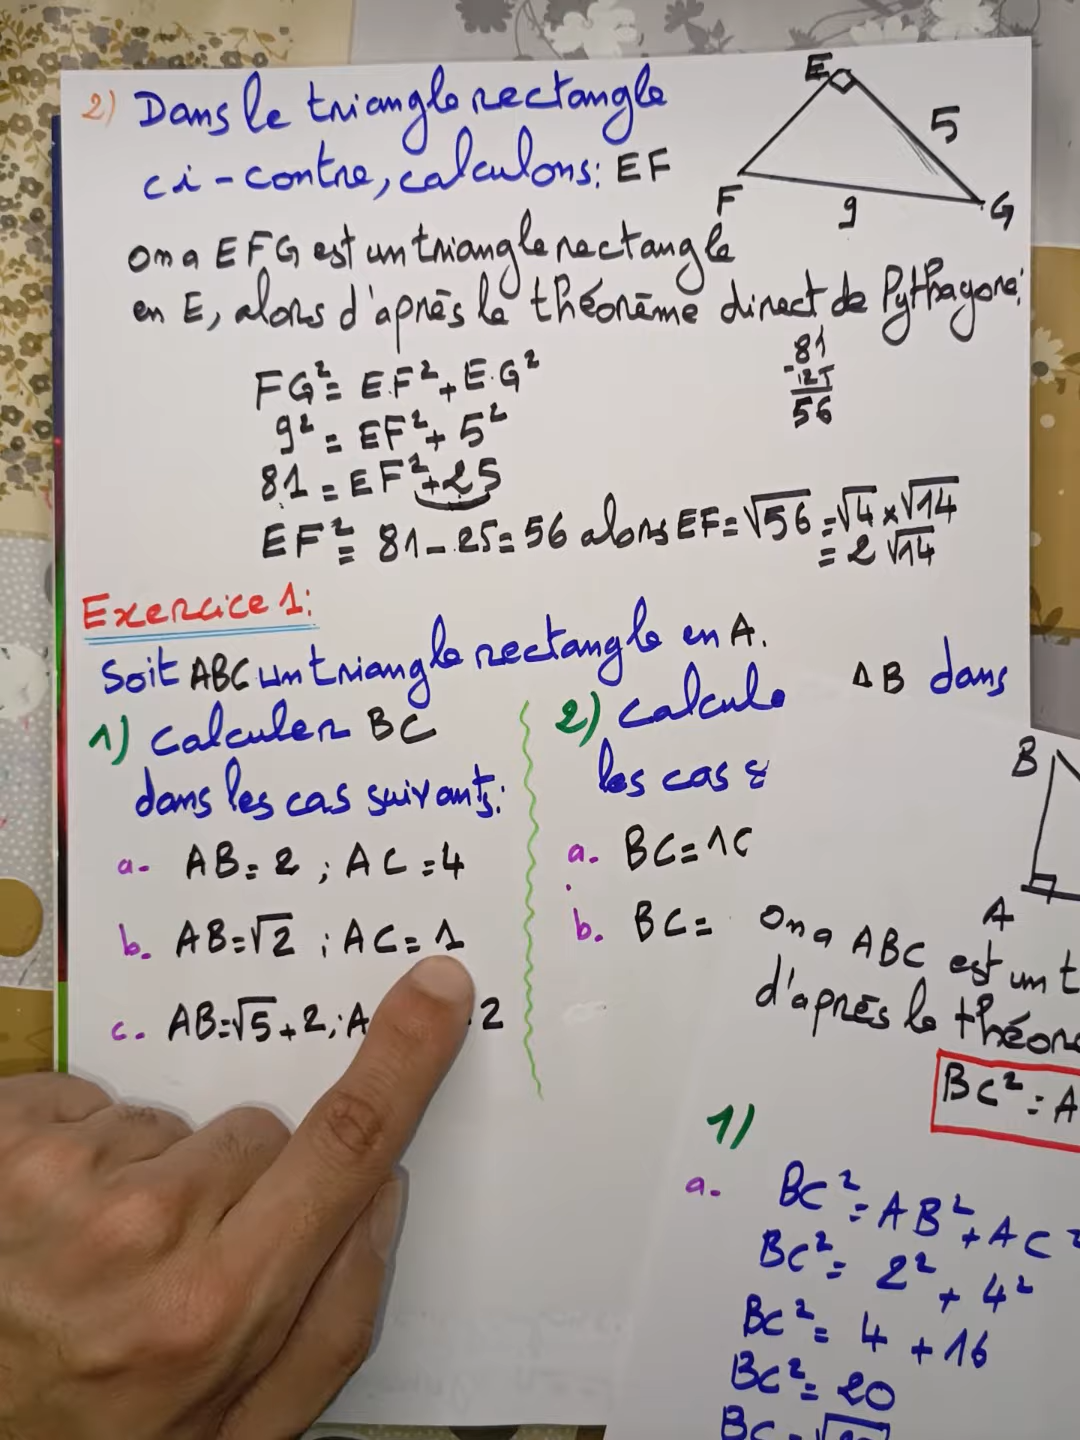 2) Dans le triangle rectangle
ci-contre, calculons: EF
E
5
F
9
G
on a EFG est un triangle rectangle
en E, alors d'après le théorème direct de Pythagore:
FG² = EF² + EG²
9² = EF² + 5²
81 = EF² + 25
81
- 25
56
EF² = 81 - 25 = 56 alors EF = √56 = √4 × √14
= 2 √14
Exercice 1:
Soit ABC un triangle rectangle en A.
1) Calculer BC
dans les cas suivants:
a- AB = 2 ; AC = 4
b. AB = √2 ; AC = 1
c. AB = √5 + 2 ; A 2
2) Calcule AB dans
les cas
a. BC = 1
b. BC =
B
A
On a ABC est un t
d'après le théor
BC² = A
1)
a. BC² = AB² + AC²
BC² = 2² + 4²
BC² = 4 + 16
BC² = 20
BC = √